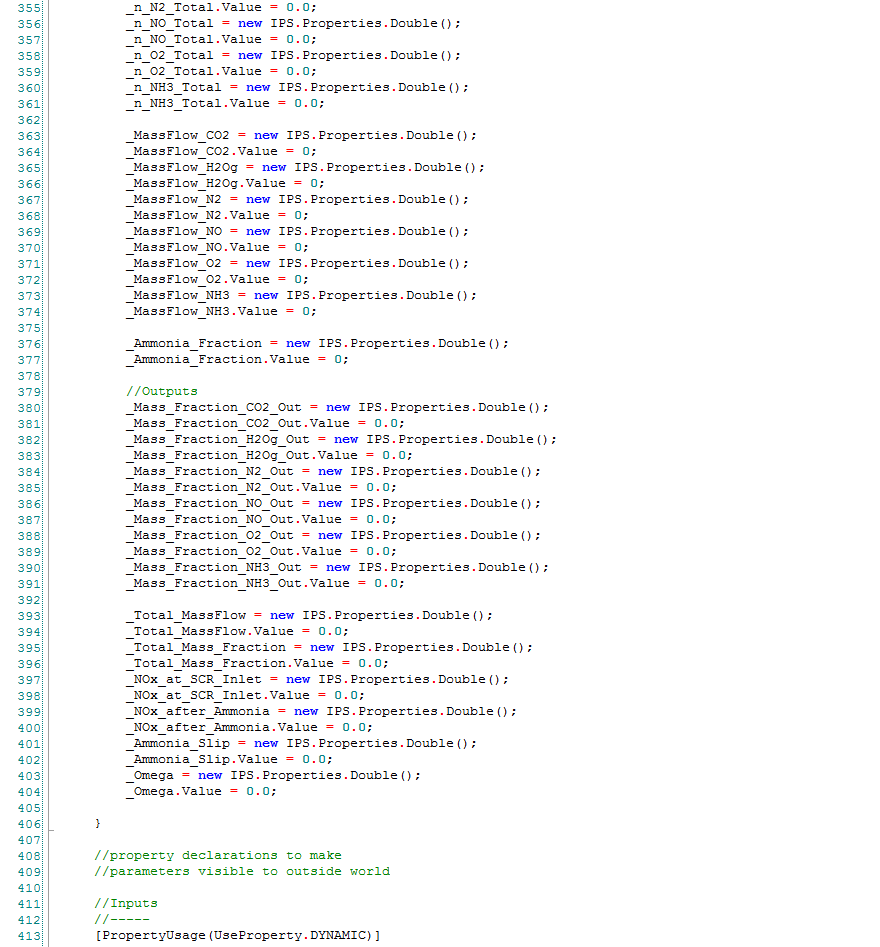 355 _n_N2_Total.Value = 0.0;
356 _n_NO_Total = new IPS.Properties.Double();
357 _n_NO_Total.Value = 0.0;
358 _n_O2_Total = new IPS.Properties.Double();
359 _n_O2_Total.Value = 0.0;
360 _n_NH3_Total = new IPS.Properties.Double();
361 _n_NH3_Total.Value = 0.0;
362
363 _MassFlow_CO2 = new IPS.Properties.Double();
364 _MassFlow_CO2.Value = 0;
365 _MassFlow_H2Og = new IPS.Properties.Double();
366 _MassFlow_H2Og.Value = 0;
367 _MassFlow_N2 = new IPS.Properties.Double();
368 _MassFlow_N2.Value = 0;
369 _MassFlow_NO = new IPS.Properties.Double();
370 _MassFlow_NO.Value = 0;
371 _MassFlow_O2 = new IPS.Properties.Double();
372 _MassFlow_O2.Value = 0;
373 _MassFlow_NH3 = new IPS.Properties.Double();
374 _MassFlow_NH3.Value = 0;
375
376 _Ammonia_Fraction = new IPS.Properties.Double();
377 _Ammonia_Fraction.Value = 0;
378
379 //Outputs
380 _Mass_Fraction_CO2_Out = new IPS.Properties.Double();
381 _Mass_Fraction_CO2_Out.Value = 0.0;
382 _Mass_Fraction_H2Og_Out = new IPS.Properties.Double();
383 _Mass_Fraction_H2Og_Out.Value = 0.0;
384 _Mass_Fraction_N2_Out = new IPS.Properties.Double();
385 _Mass_Fraction_N2_Out.Value = 0.0;
386 _Mass_Fraction_NO_Out = new IPS.Properties.Double();
387 _Mass_Fraction_NO_Out.Value = 0.0;
388 _Mass_Fraction_O2_Out = new IPS.Properties.Double();
389 _Mass_Fraction_O2_Out.Value = 0.0;
390 _Mass_Fraction_NH3_Out = new IPS.Properties.Double();
391 _Mass_Fraction_NH3_Out.Value = 0.0;
392
393 _Total_MassFlow = new IPS.Properties.Double();
394 _Total_MassFlow.Value = 0.0;
395 _Total_Mass_Fraction = new IPS.Properties.Double();
396 _Total_Mass_Fraction.Value = 0.0;
397 _NOx_at_SCR_Inlet = new IPS.Properties.Double();
398 _NOx_at_SCR_Inlet.Value = 0.0;
399 _NOx_after_Ammonia = new IPS.Properties.Double();
400 _NOx_after_Ammonia.Value = 0.0;
401 _Ammonia_Slip = new IPS.Properties.Double();
402 _Ammonia_Slip.Value = 0.0;
403 _Omega = new IPS.Properties.Double();
404 _Omega.Value = 0.0;
405
406 }
407
408 //property declarations to make
409 //parameters visible to outside world
410
411 //Inputs
412 //-----
413 [PropertyUsage(UseProperty.DYNAMIC)]